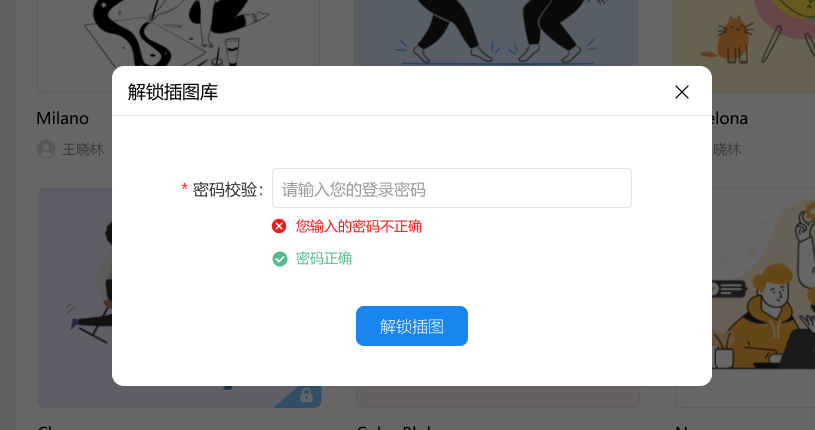 解锁插图库
Milano
elona
王晓林
晓林
* 密码校验：
请输入您的登录密码
您输入的密码不正确
密码正确
解锁插图